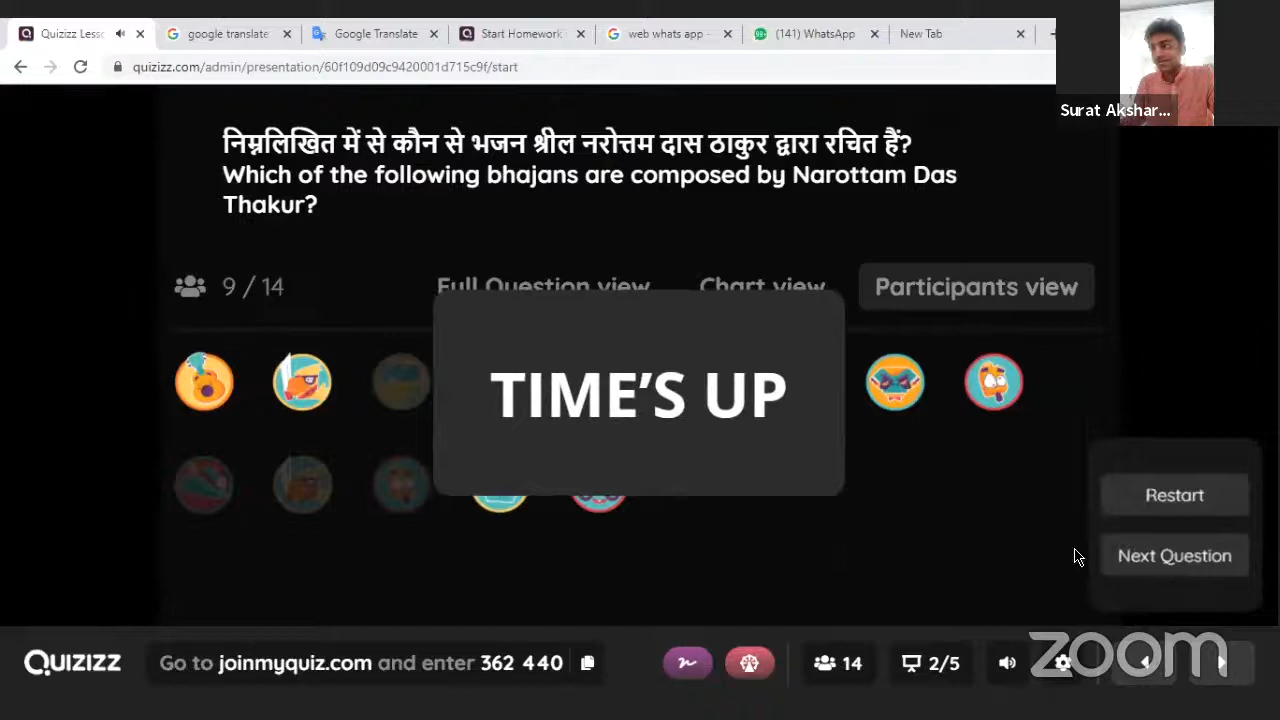 Quizizz Less
google translate
Google Translate
Start Homework
web whats app -
(141) WhatsApp
New Tab
quizizz.com/admin/presentation/60f109d09c9420001d715c9f/start
Surat Akshar...
निम्नलिखित में से कौन से भजन श्रील नरोत्तम दास ठाकुर द्वारा रचित हैं?
Which of the following bhajans are composed by Narottam Das
Thakur?
9 / 14
Full Question view
Chart view
Participants view
TIME'S UP
Restart
Next Question
QUIZIZZ
Go to joinmyquiz.com and enter 362 440
14
2/5
zoom